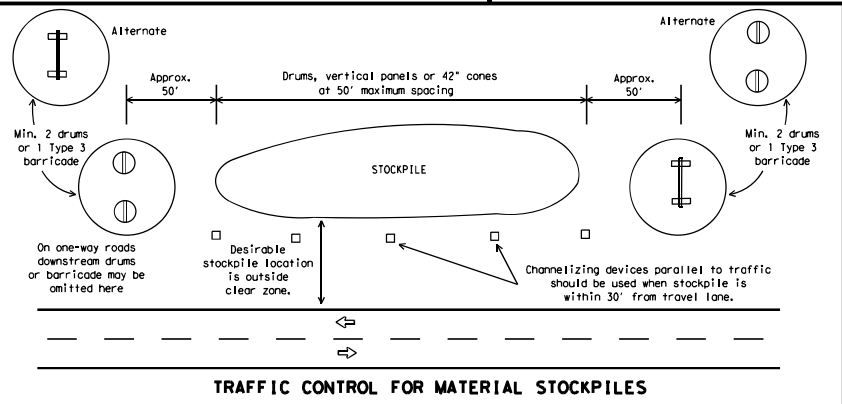 Alternate
Alternate
Approx.
50'
Drums, vertical panels or 42" cones
at 50' maximum spacing
Approx.
50'
Min. 2 drums
or 1 Type 3
barricade
Min. 2 drums
or 1 Type 3
barricade
STOCKPILE
On one-way roads
downstream drums
or barricade may be
omitted here
Desirable
stockpile location
is outside
clear zone.
Channelizing devices parallel to traffic
should be used when stockpile is
within 30' from travel lane.
TRAFFIC CONTROL FOR MATERIAL STOCKPILES